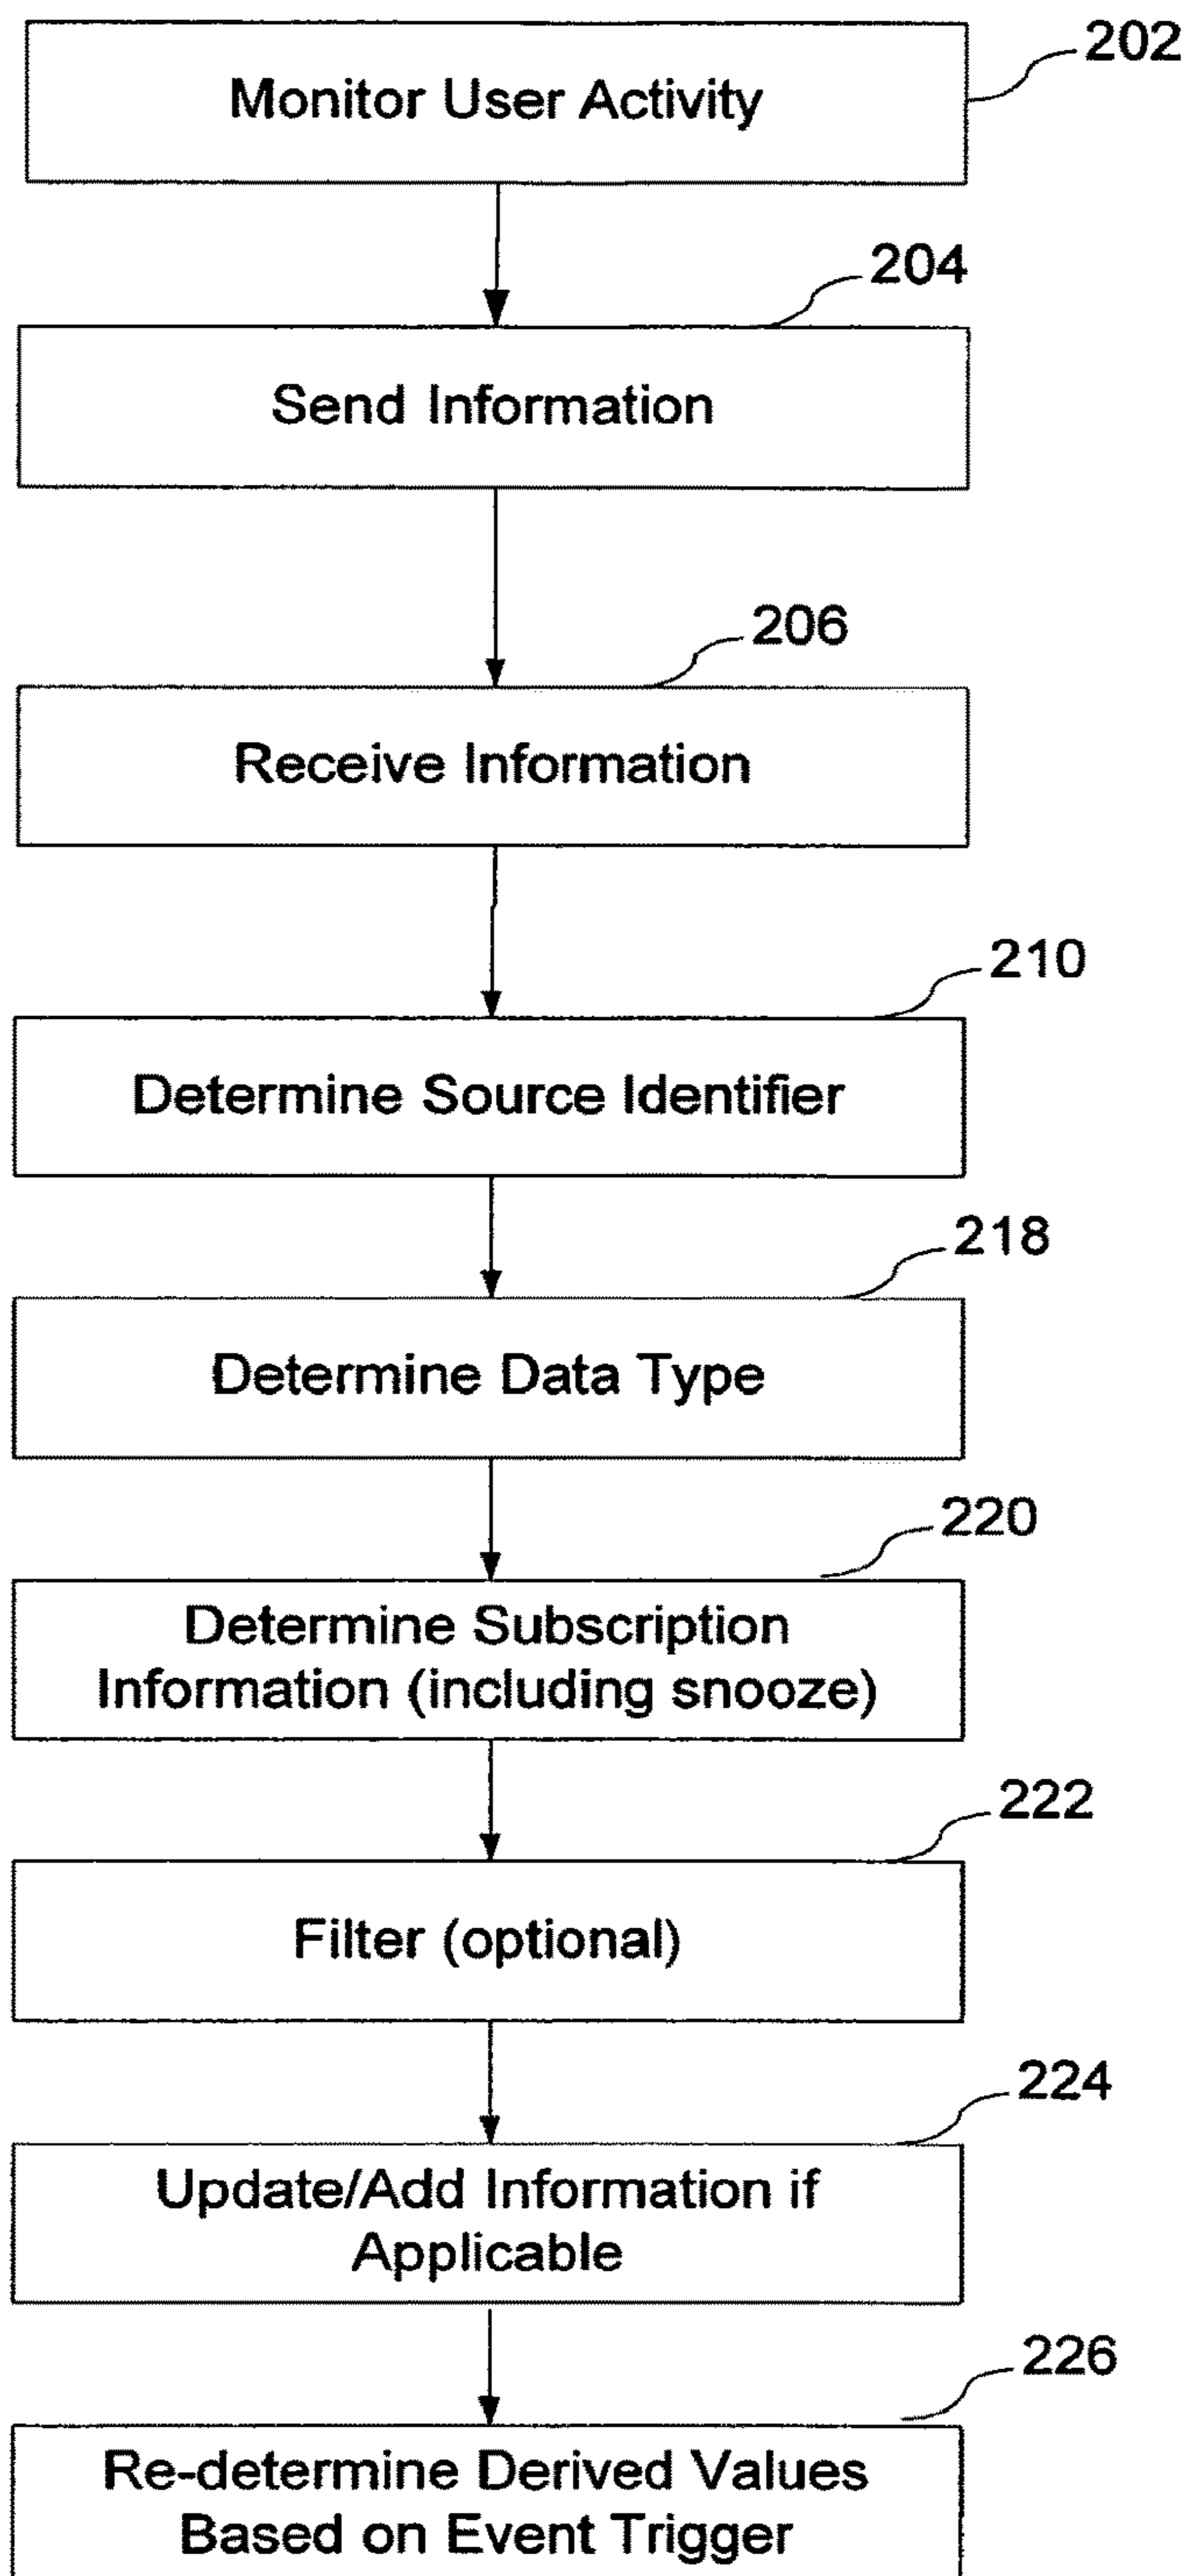 202
Monitor User Activity
204
Send Information
206
Receive Information
210
Determine Source Identifier
218
Determine Data Type
220
Determine Subscription
Information (including snooze)
222
Filter (optional)
224
Update/Add Information if
Applicable
226
Re-determine Derived Values
Based on Event Trigger